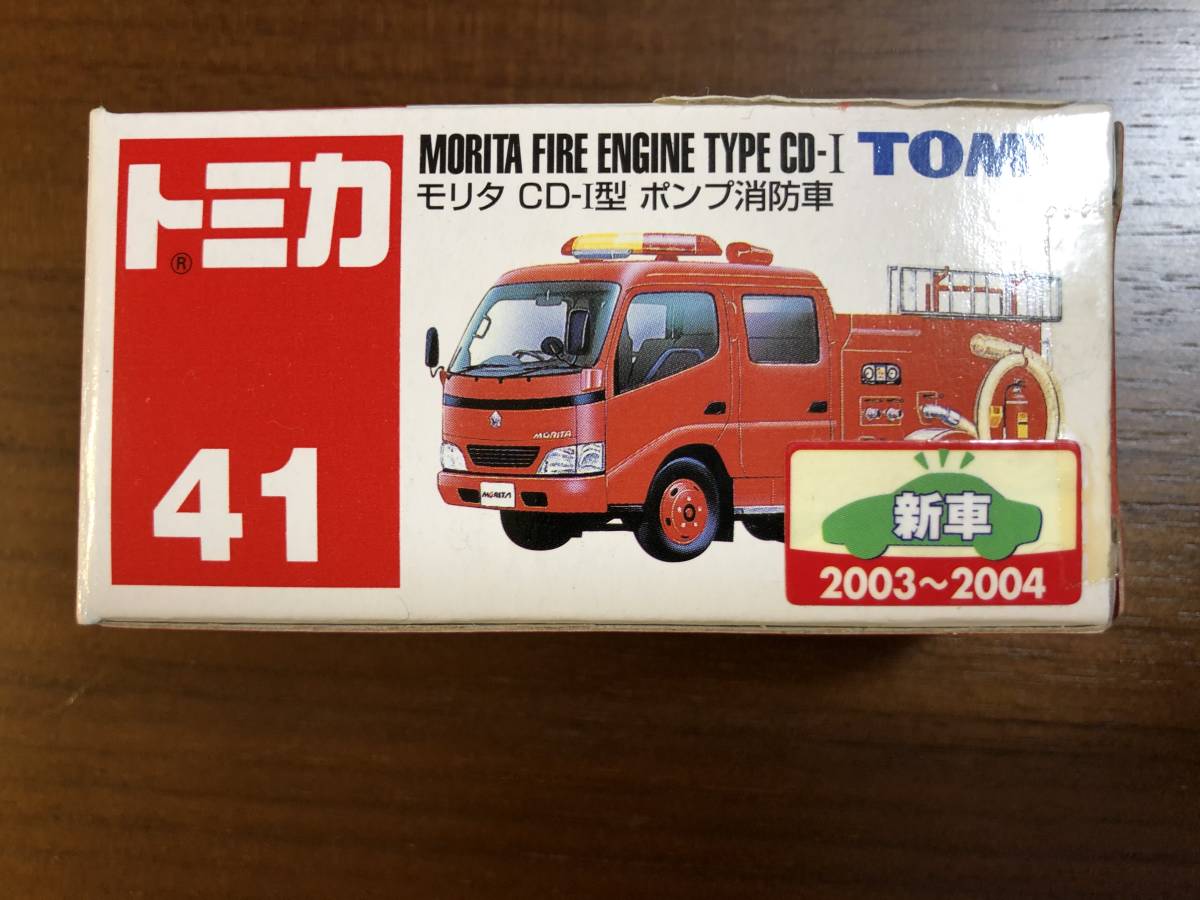 トミカ
®
41
MORITA FIRE ENGINE TYPE CD-I TOMY
モリタ CD-I型 ポンプ消防車
MORITA
MORITA
新車
2003～2004